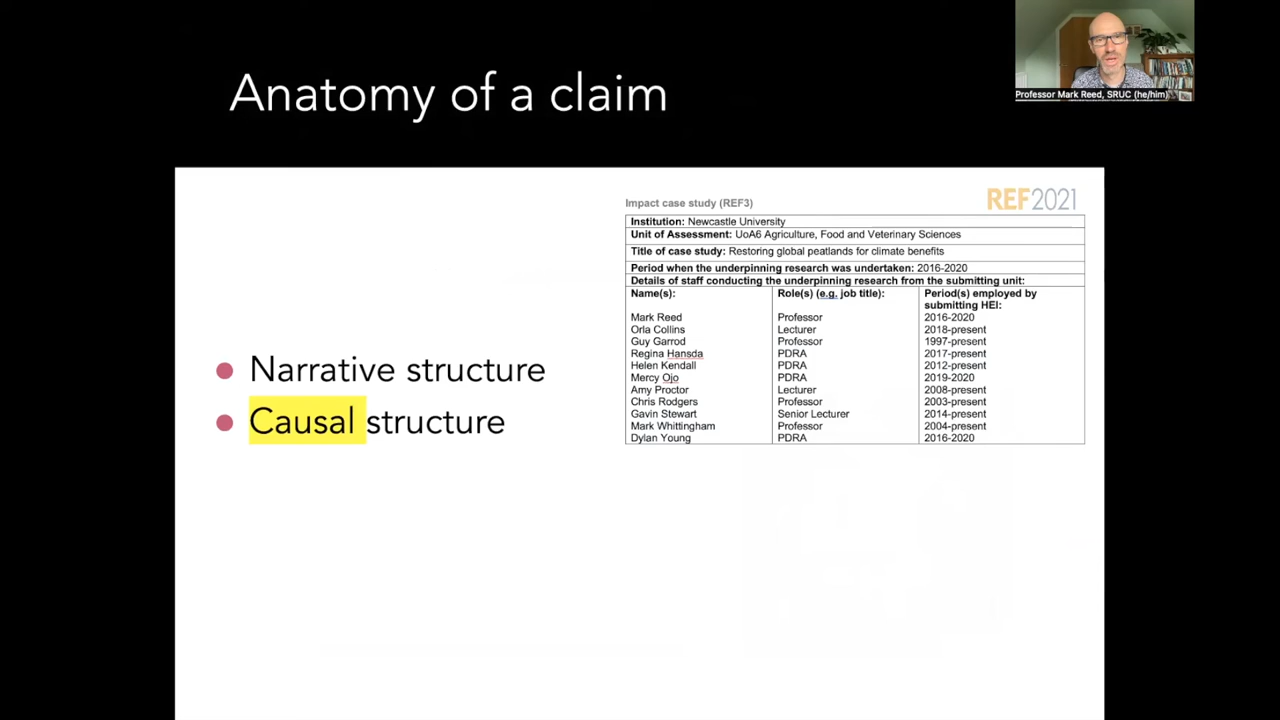 Anatomy of a claim
Professor Mark Reed, SRUC (he/him)
Narrative structure
Causal structure
REF2021
Impact case study (REF3)
Institution: Newcastle University
Unit of Assessment: UoA6 Agriculture, Food and Veterinary Sciences
Title of case study: Restoring global peatlands for climate benefits
Period when the underpinning research was undertaken: 2016-2020
Details of staff conducting the underpinning research from the submitting unit:
Name(s): Role(s) (e.g. job title): Period(s) employed by
submitting HEI:
Mark Reed Professor 2016-2020
Orla Collins Lecturer 2018-present
Guy Garrod Professor 1997-present
Regina Hansda PDRA 2017-present
Helen Kendall PDRA 2012-present
Mercy Ojo PDRA 2019-2020
Amy Proctor Lecturer 2008-present
Chris Rodgers Professor 2003-present
Gavin Stewart Senior Lecturer 2014-present
Mark Whittingham Professor 2004-present
Dylan Young PDRA 2016-2020